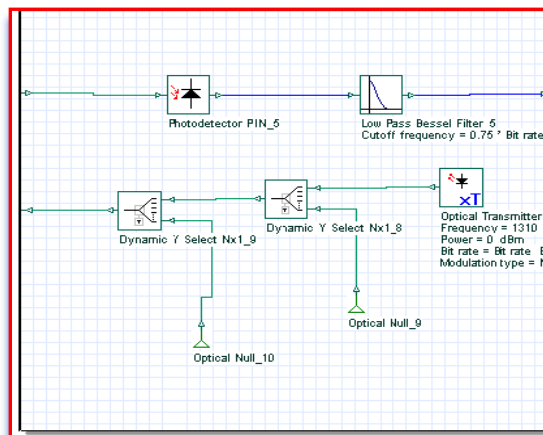 Photodetector PIN_5
Low Pass Bessel Filter 5
Cutoff frequency = 0.75 * Bit rate
xT
Optical Transmitter
Frequency = 1310
Power = 0 dBm
Bit rate = Bit rate
Modulation type =
Dynamic Y Select Nx1_8
Dynamic Y Select Nx1_9
Optical Null_9
Optical Null_10